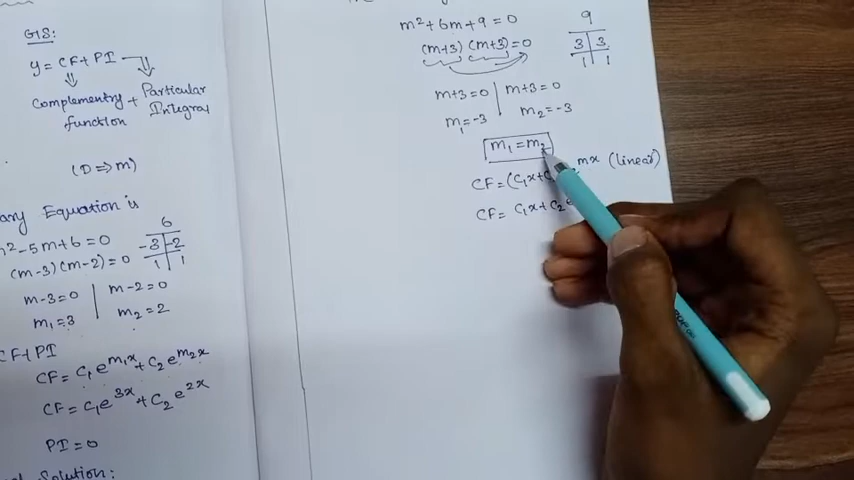 G.S:
y = CF + PI
Complementry + Particular
function Integral
(D => m)
ary Equation is
m²-5m+6=0
6
-3 -2
1 1
(m-3)(m-2)=0
m-3=0 | m-2=0
m₁=3 m₂=2
CF+PI
CF = C₁e^m₁x + C₂e^m₂x
CF = C₁e^3x + C₂e^2x
PI = 0
Solution:
m²+6m+9=0
9
3 3
1 1
(m+3)(m+3)=0
m+3=0 | m+3=0
m₁=-3 m₂=-3
m₁=m₂
CF = (C₁x+ mx (linear)
CF = C₁x+C₂